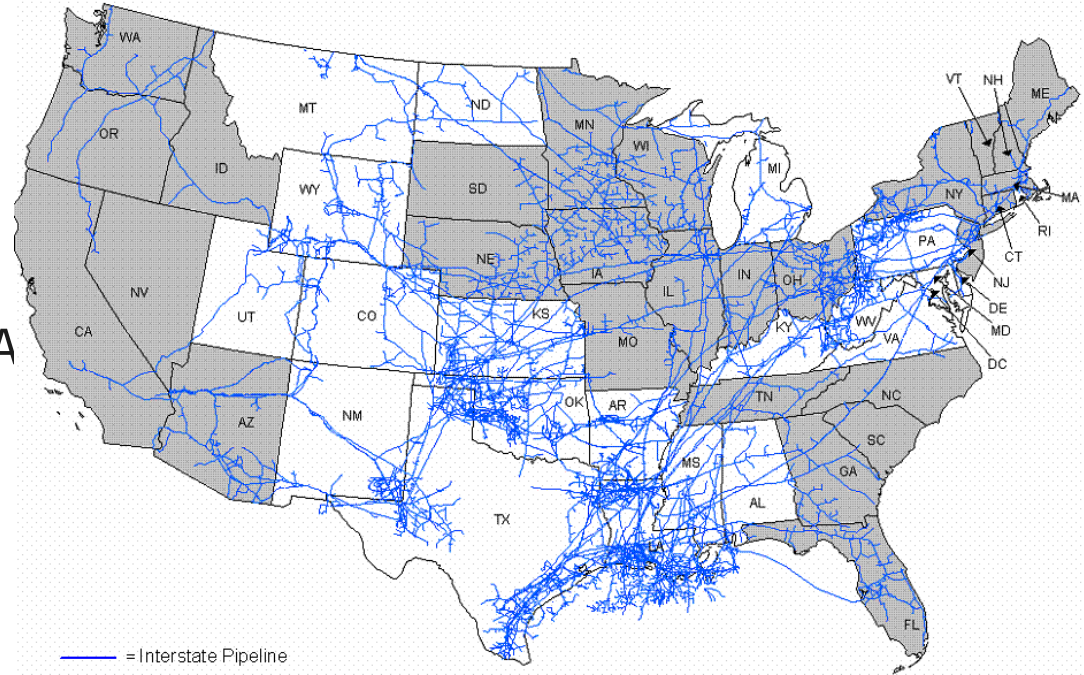 WA
VT
NH
ME
ND
MT
MN
OR
WI
ID
MI
WY
SD
NY
MA
RI
PA
NE
CT
IA
IN
OH
NJ
NV
IL
DE
UT
CO
KS
WV
MD
KY
CA
MO
VA
A
DC
TN
NC
OK
AR
NM
AZ
SC
MS
GA
AL
TX
LA
FL
= Interstate Pipeline